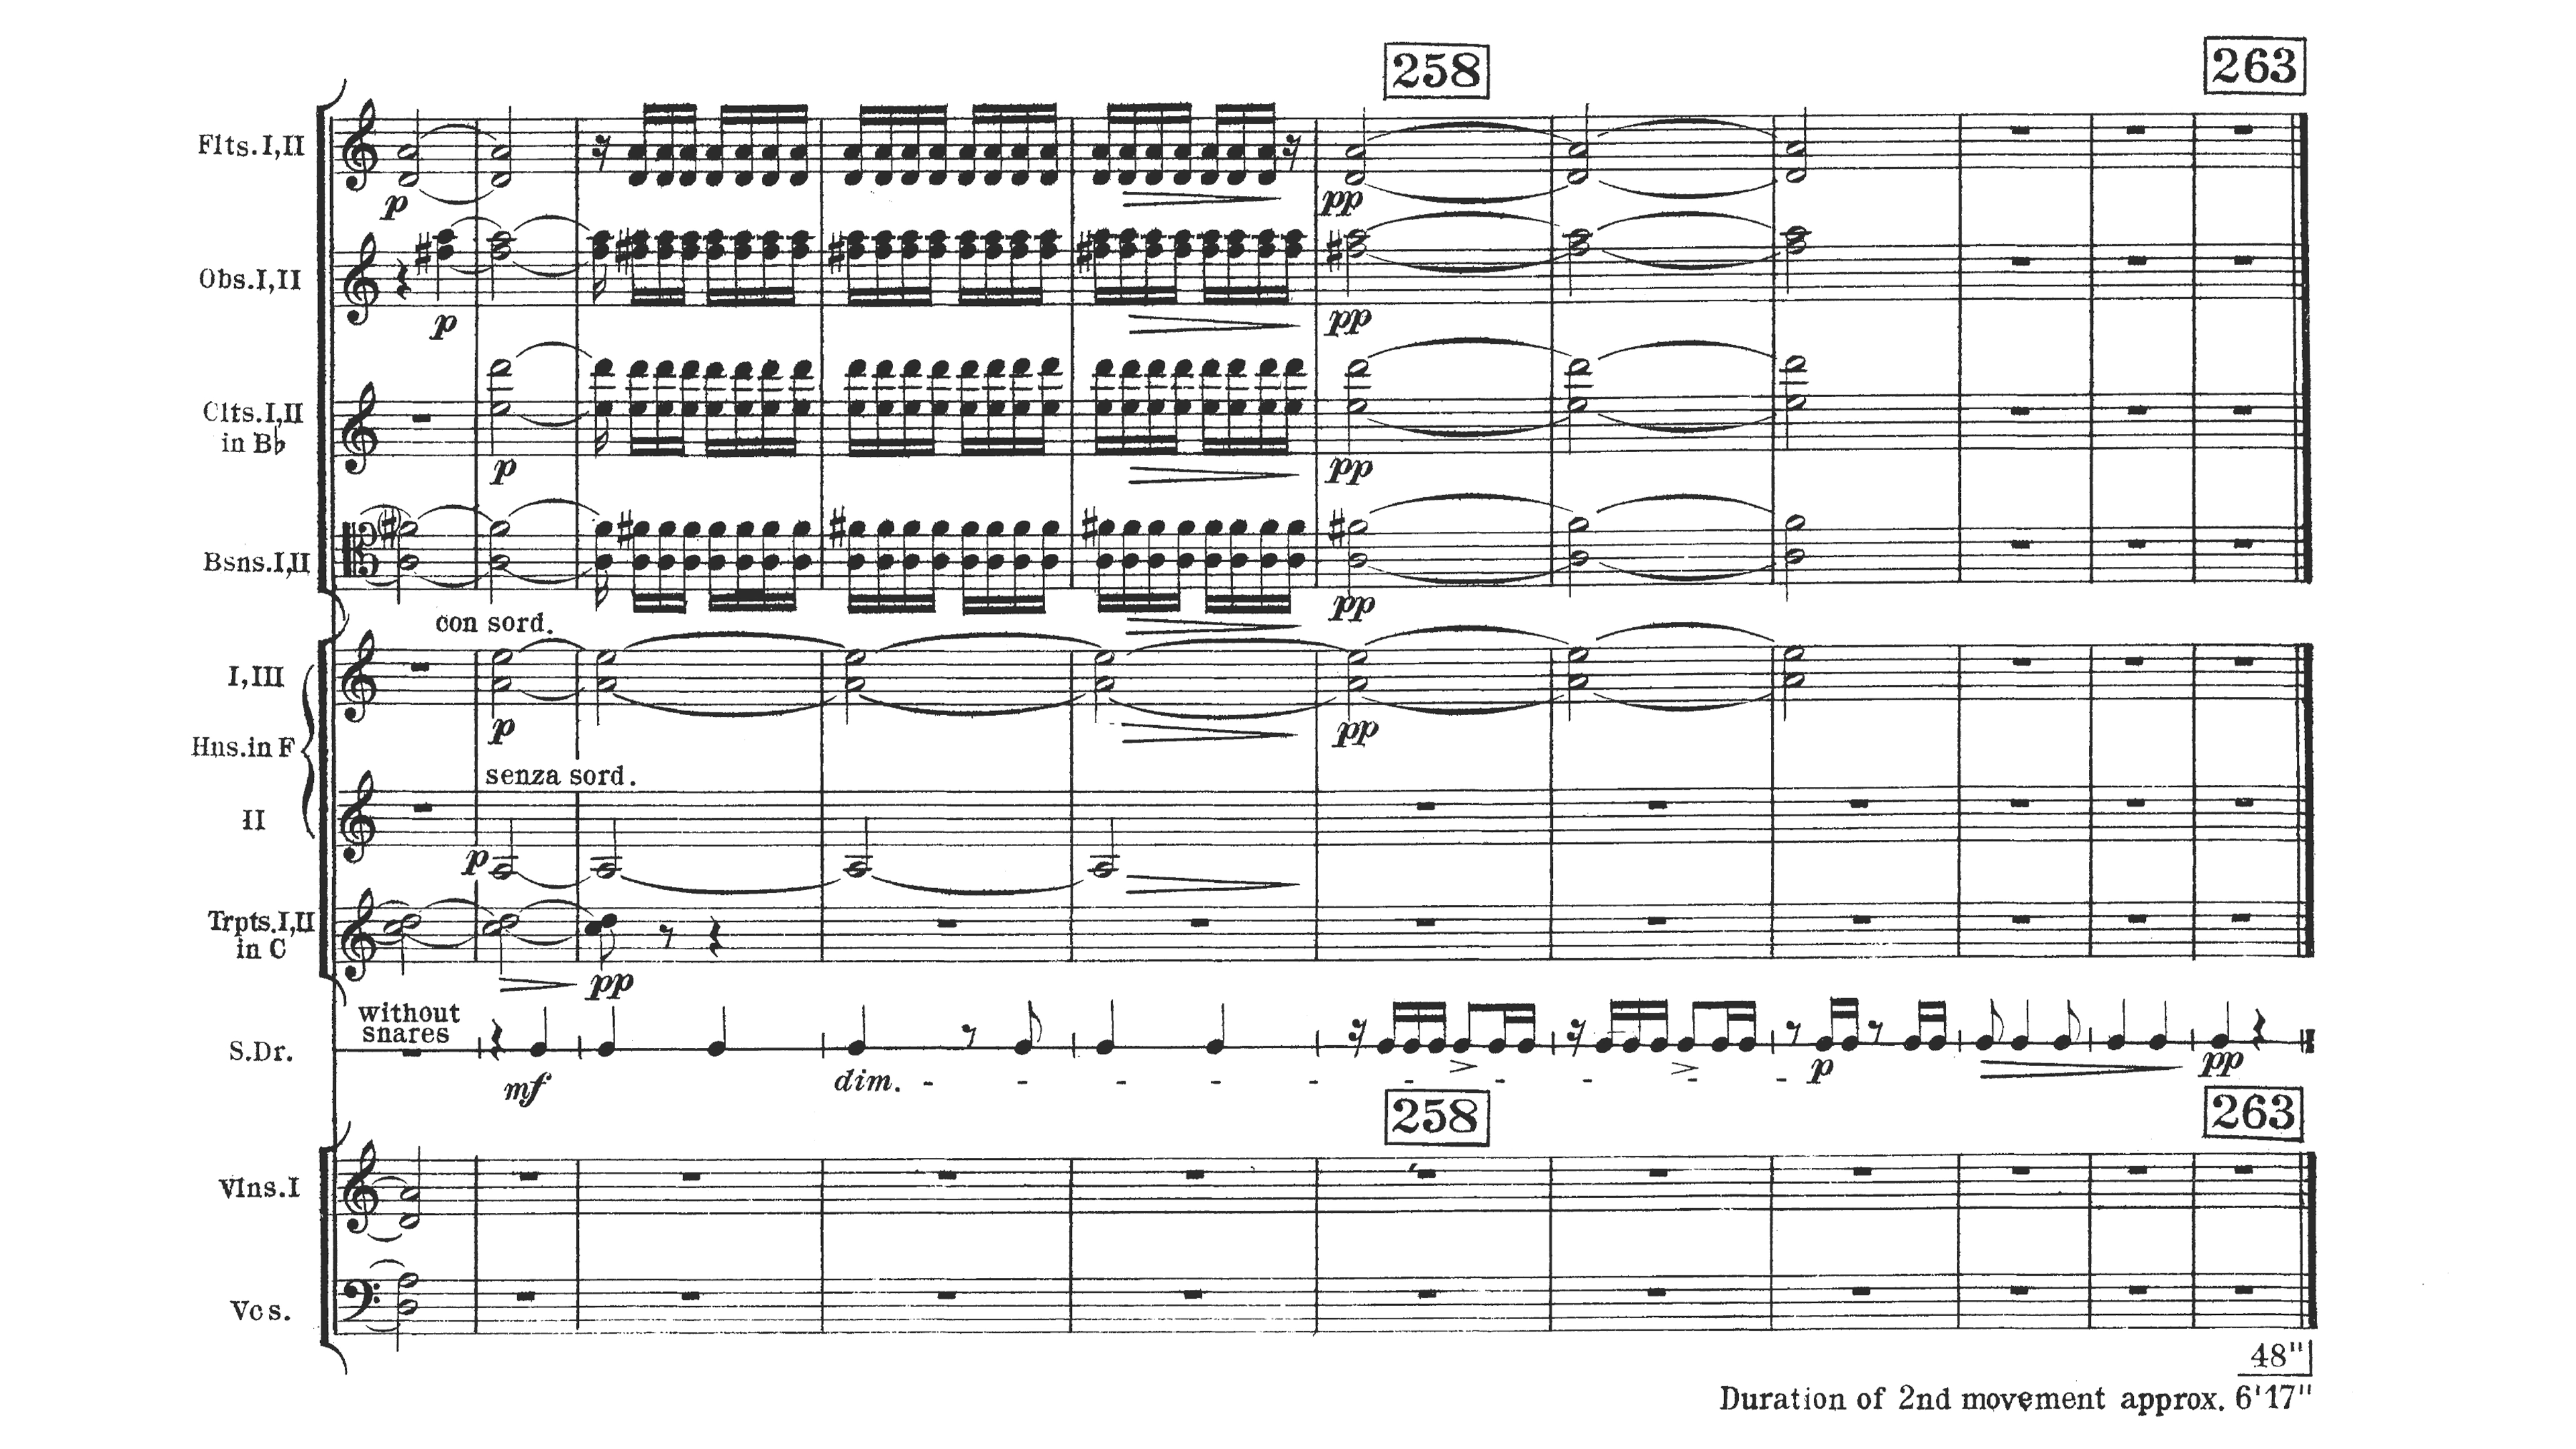 258 263
Flts. I, II
p pp
Obs. I, II
p pp
Clts. I, II
in B♭
p pp
Bsns. I, II
pp
con sord.
I, III
p pp
Hns. in F
senza sord.
II
p
Trpts. I, II
in C
pp
without
snares
S. Dr.
mf dim. - - - - - - - - - p pp
258 263
Vlns. I
Vcs.
48"
Duration of 2nd movement approx. 6'17"